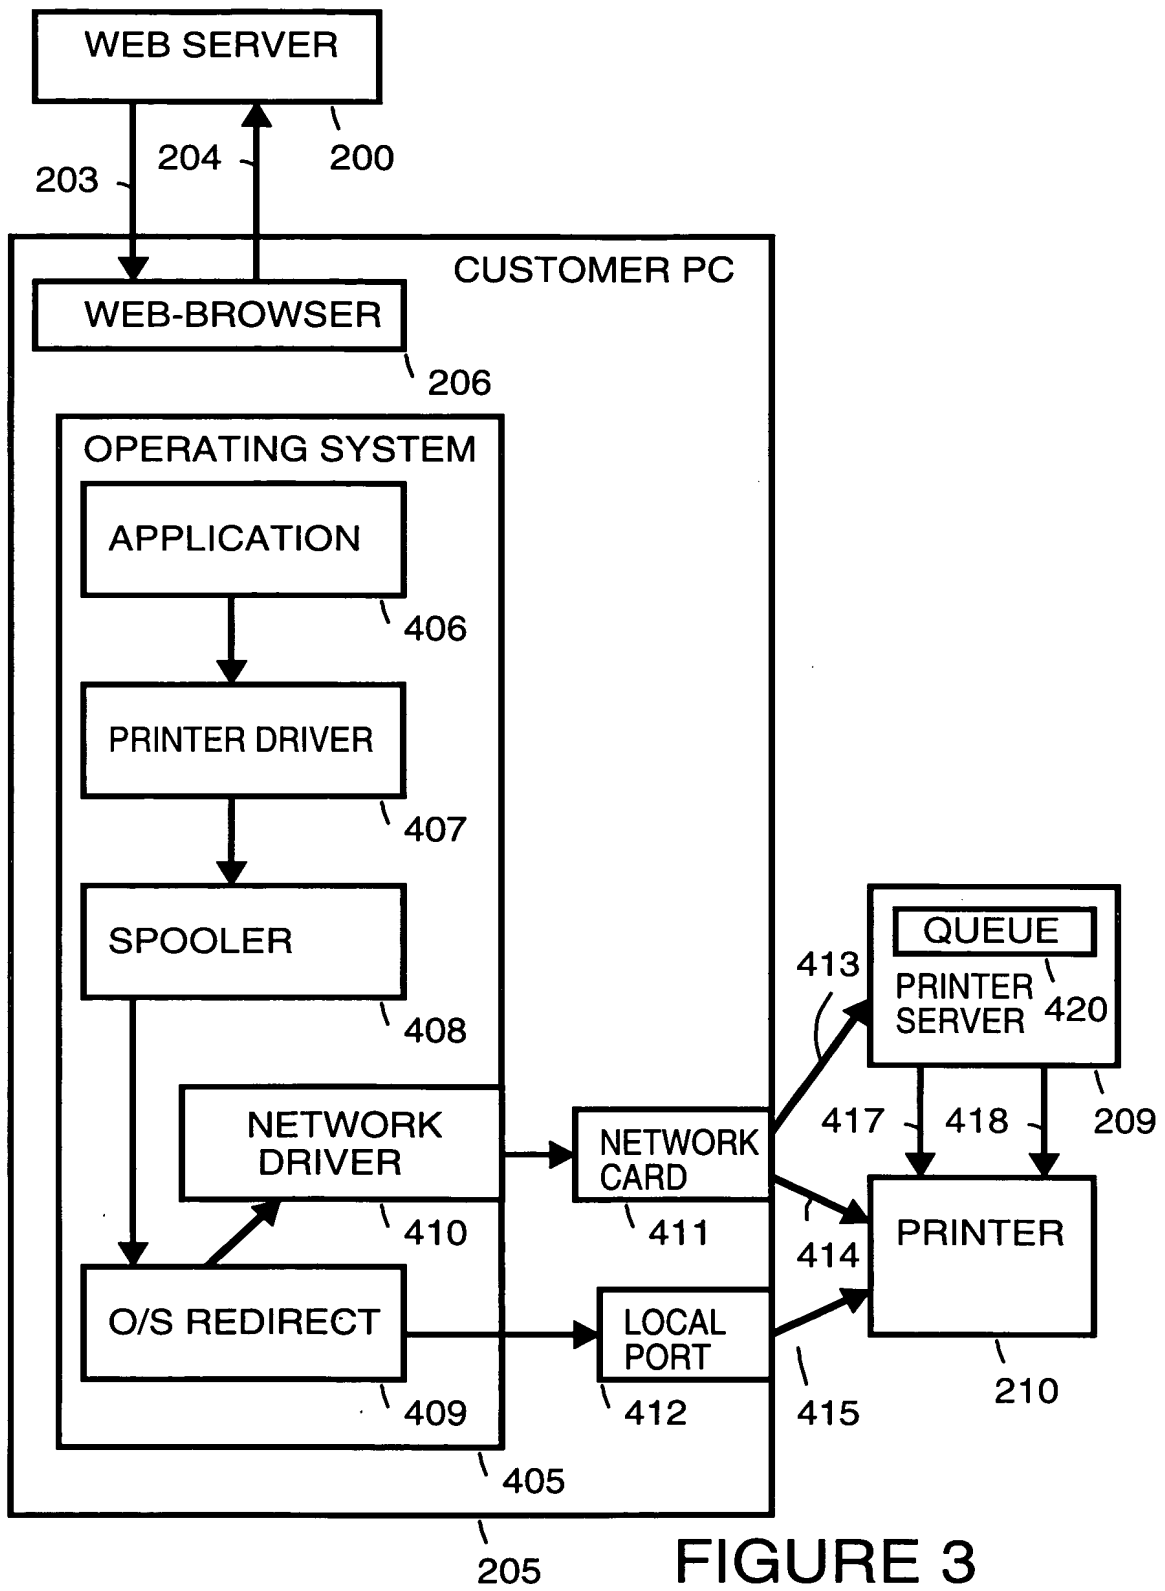 WEB SERVER
200
203
204
CUSTOMER PC
WEB-BROWSER
206
OPERATING SYSTEM
APPLICATION
406
PRINTER DRIVER
407
SPOOLER
408
NETWORK
DRIVER
410
O/S REDIRECT
409
405
205
NETWORK
CARD
411
LOCAL
PORT
412
413
414
415
QUEUE
420
PRINTER
SERVER
209
417
418
PRINTER
210
FIGURE 3